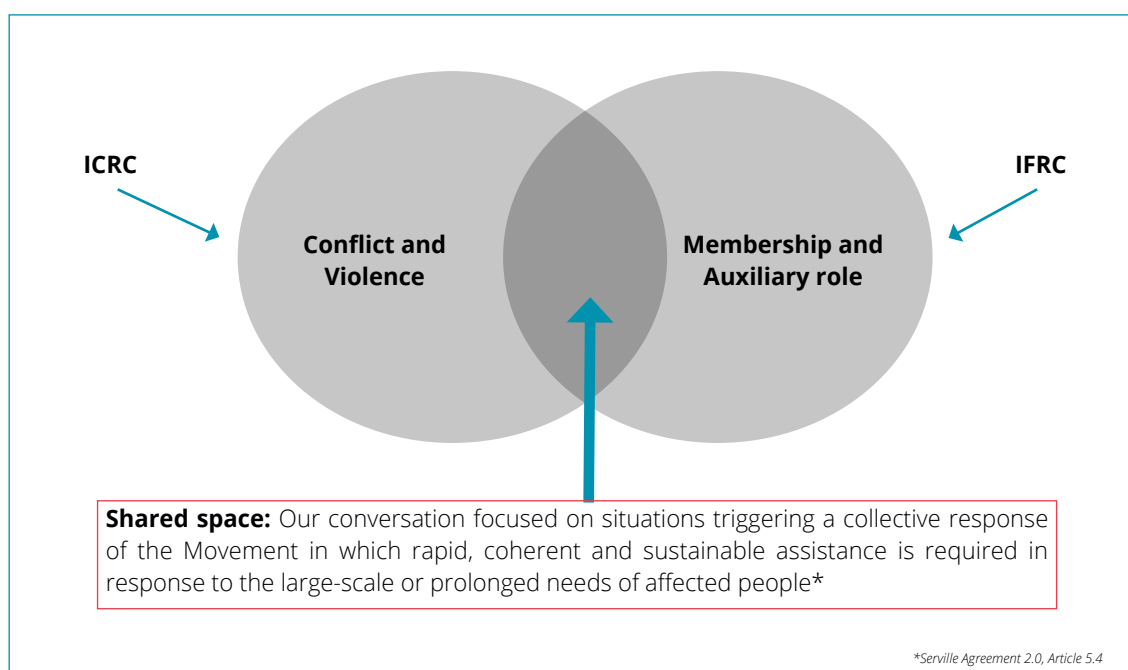 ICRC
IFRC
Conflict and
Violence
Membership and
Auxiliary role
Shared space: Our conversation focused on situations triggering a collective response
of the Movement in which rapid, coherent and sustainable assistance is required in
response to the large-scale or prolonged needs of affected people*
*Serville Agreement 2.0, Article 5.4